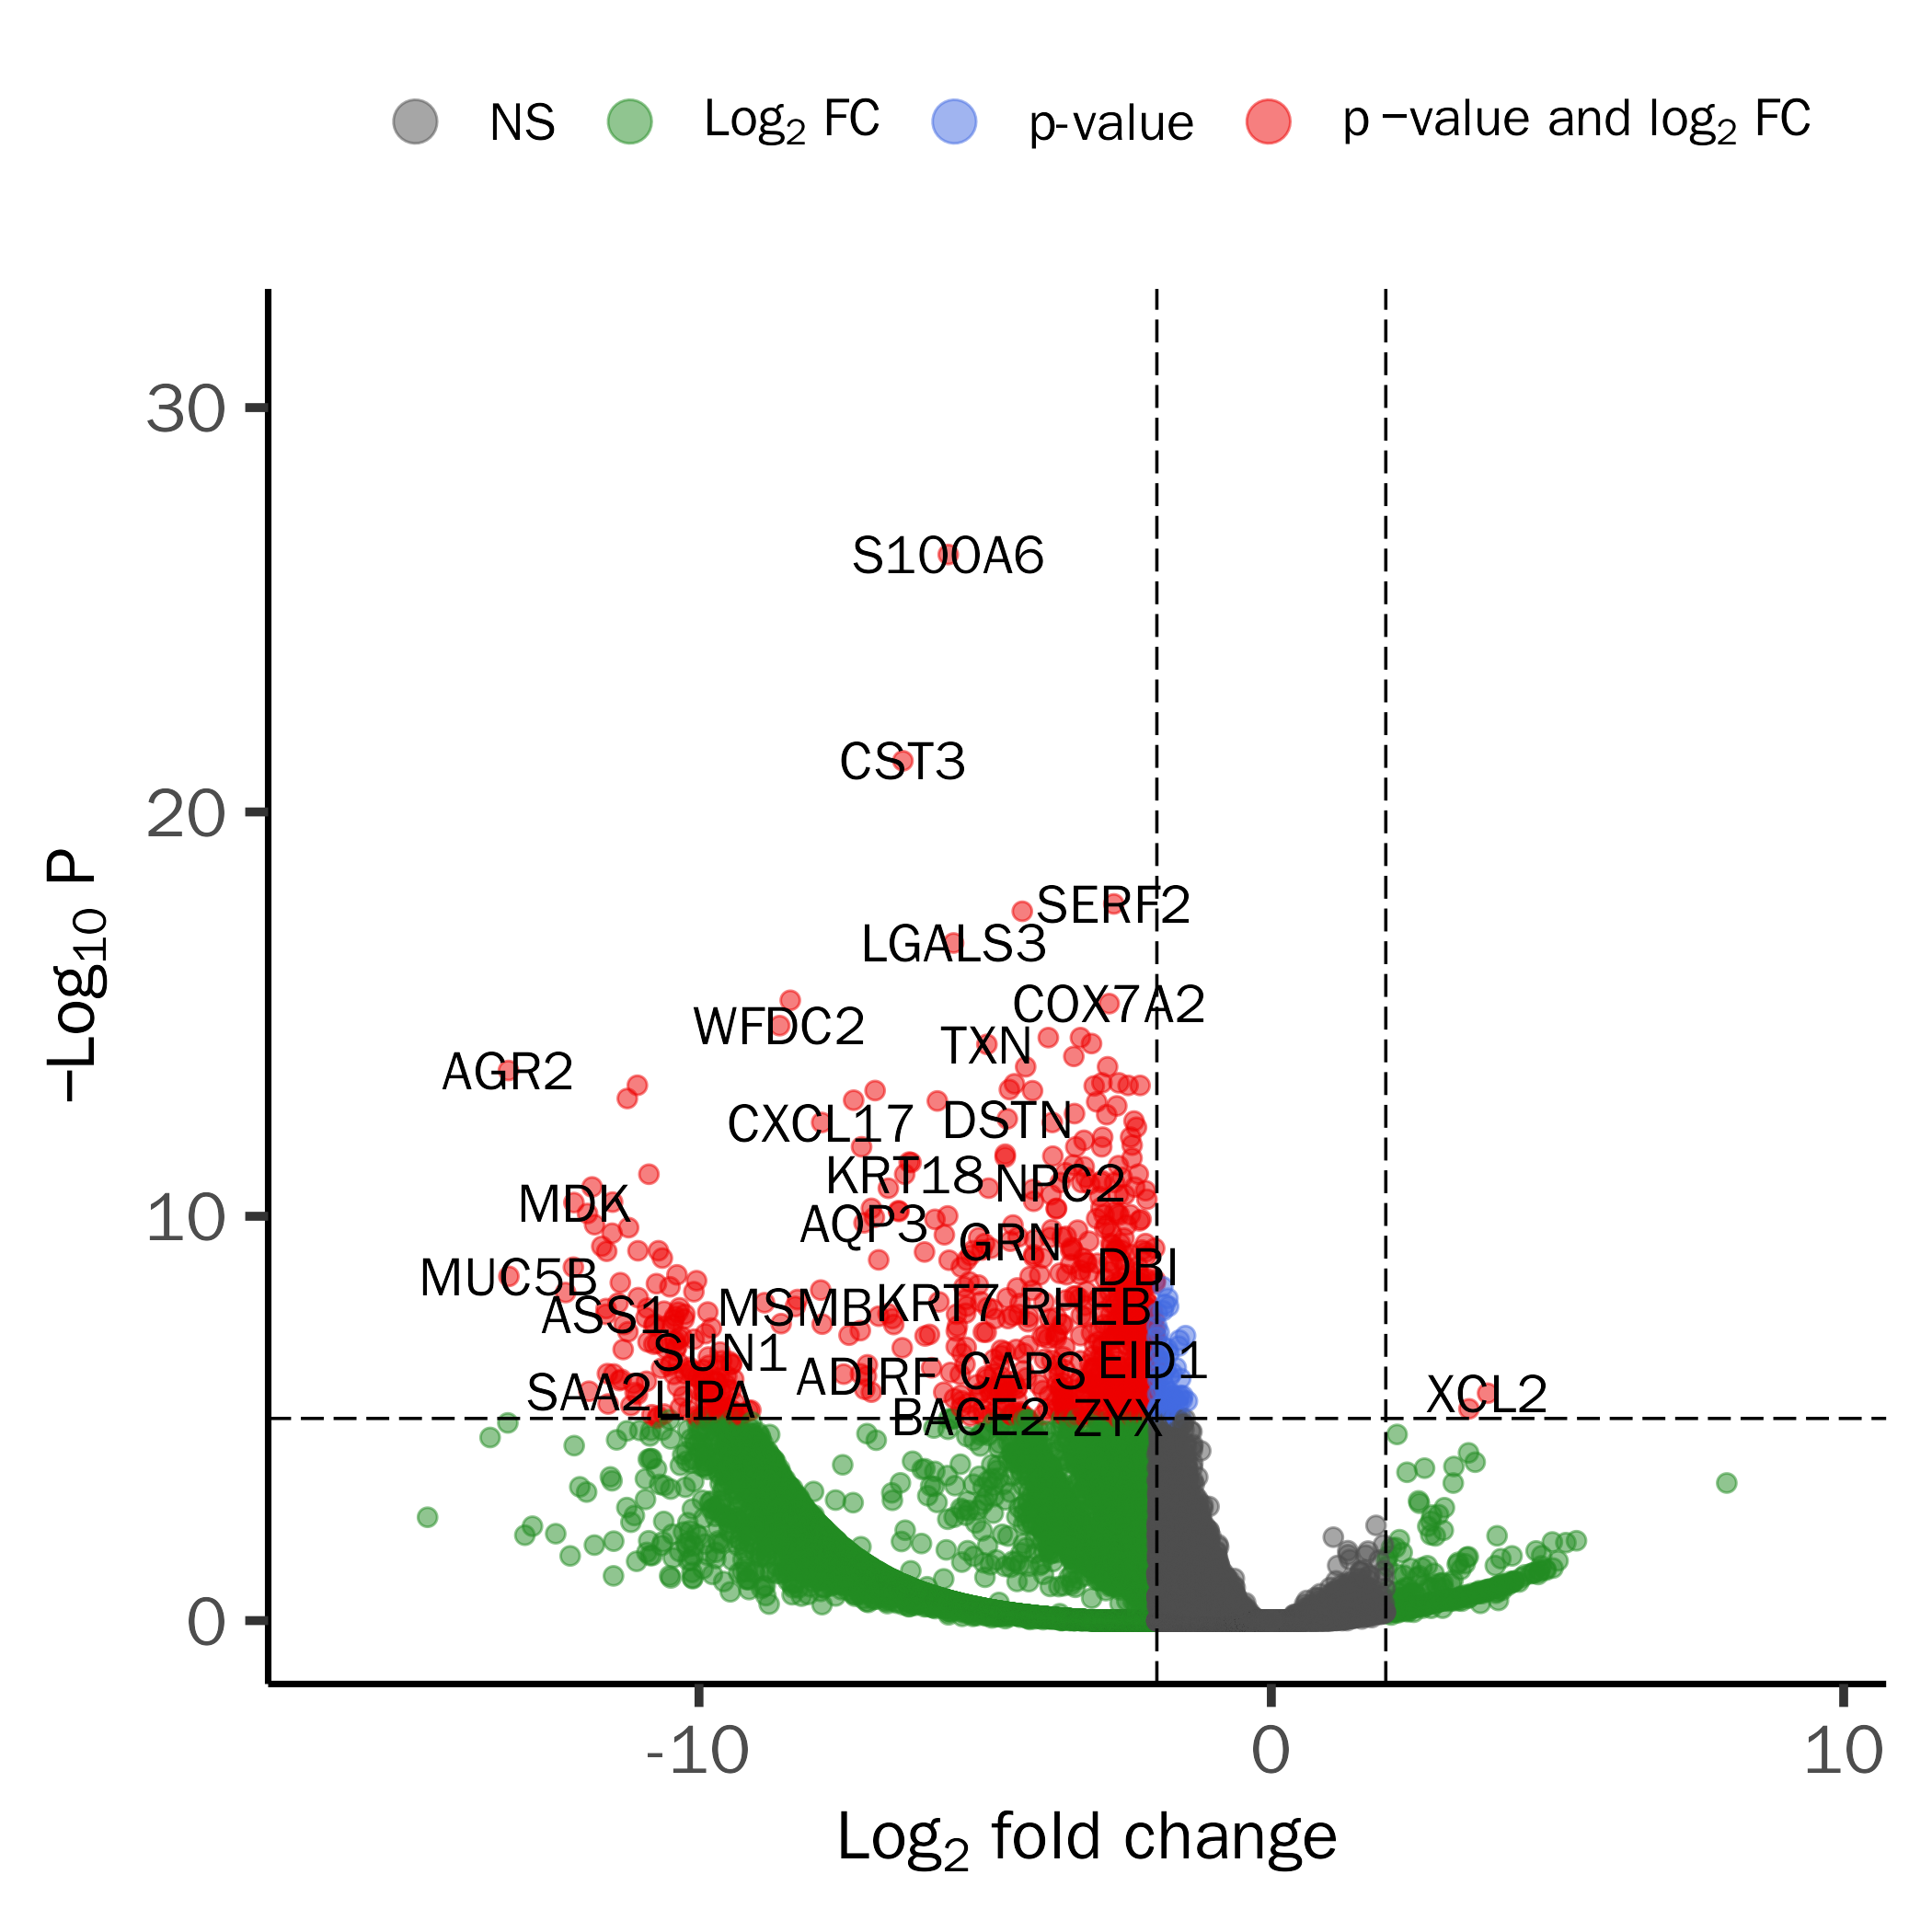 NS Log2 FC p-value p −value and log2 FC
30
S100A6
CST3
20
SERF2
LGALS3
COX7A2
WFDC2
TXN
AGR2
CXCL17 DSTN
KRT18 NPC2
MDK
10
AQP3
GRN
DBI
MUC5B
MSMB KRT7 RHEB
ASS1
SUN1
EID1
ADIRF CAPS
SAA2 LIPA XCL2
BACE2 ZYX
0
−Log10 P
-10 0 10
Log2 fold change